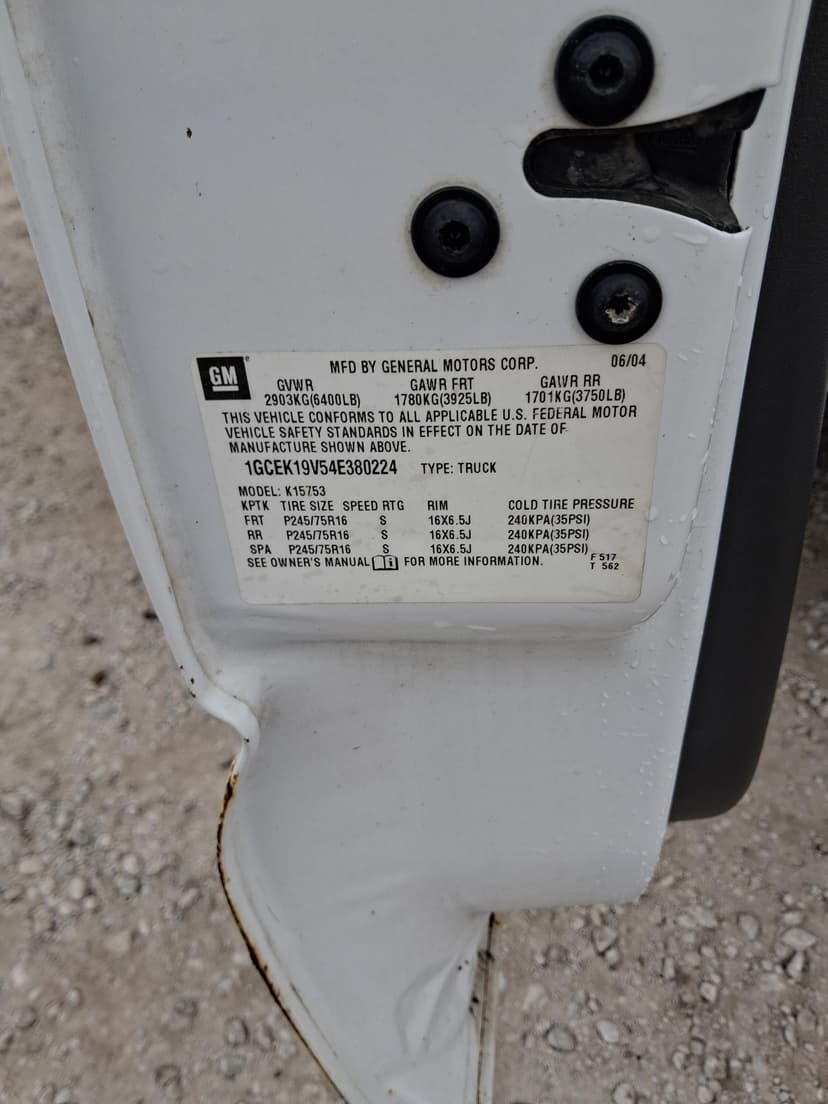 GM ® MFD BY GENERAL MOTORS CORP. 06/04
GVWR GAWR FRT GAWR RR
2903KG(6400LB) 1780KG(3925LB) 1701KG(3750LB)
THIS VEHICLE CONFORMS TO ALL APPLICABLE U.S. FEDERAL MOTOR
VEHICLE SAFETY STANDARDS IN EFFECT ON THE DATE OF
MANUFACTURE SHOWN ABOVE.
1GCEK19V54E380224 TYPE: TRUCK
MODEL: K15753
KPTK TIRE SIZE SPEED RTG RIM COLD TIRE PRESSURE
FRT P245/75R16 S 16X6.5J 240KPA(35PSI)
RR P245/75R16 S 16X6.5J 240KPA(35PSI)
SPA P245/75R16 S 16X6.5J 240KPA(35PSI)
SEE OWNER'S MANUAL FOR MORE INFORMATION. F 517
T 562